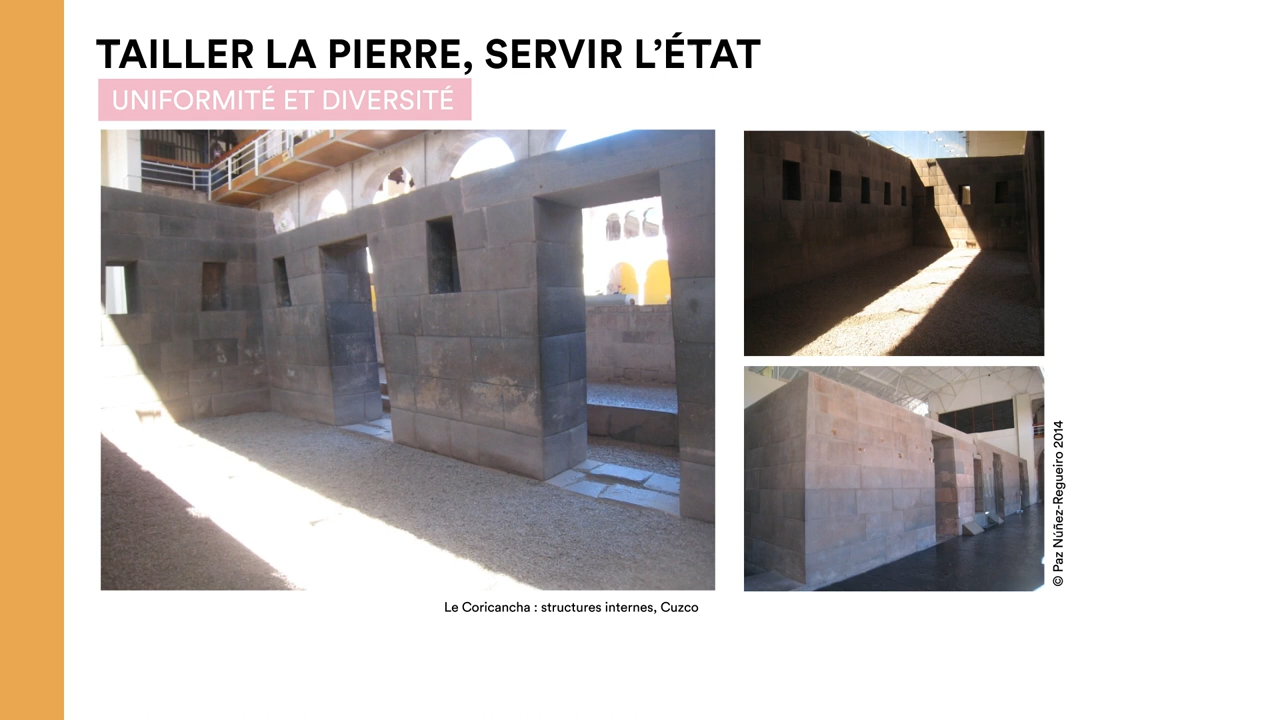 TAILLER LA PIERRE, SERVIR L’ÉTAT
UNIFORMITÉ ET DIVERSITÉ
© Paz Núñez-Regueiro 2014
Le Coricancha : structures internes, Cuzco